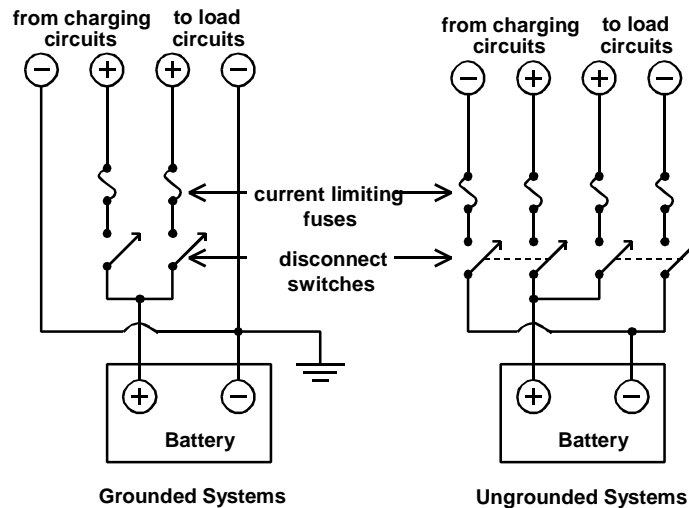 from charging
circuits
to load
circuits
− + + −
current limiting
fuses
disconnect
switches
+ −
Battery
Grounded Systems
from charging
circuits
to load
circuits
− + + −
+ −
Battery
Ungrounded Systems